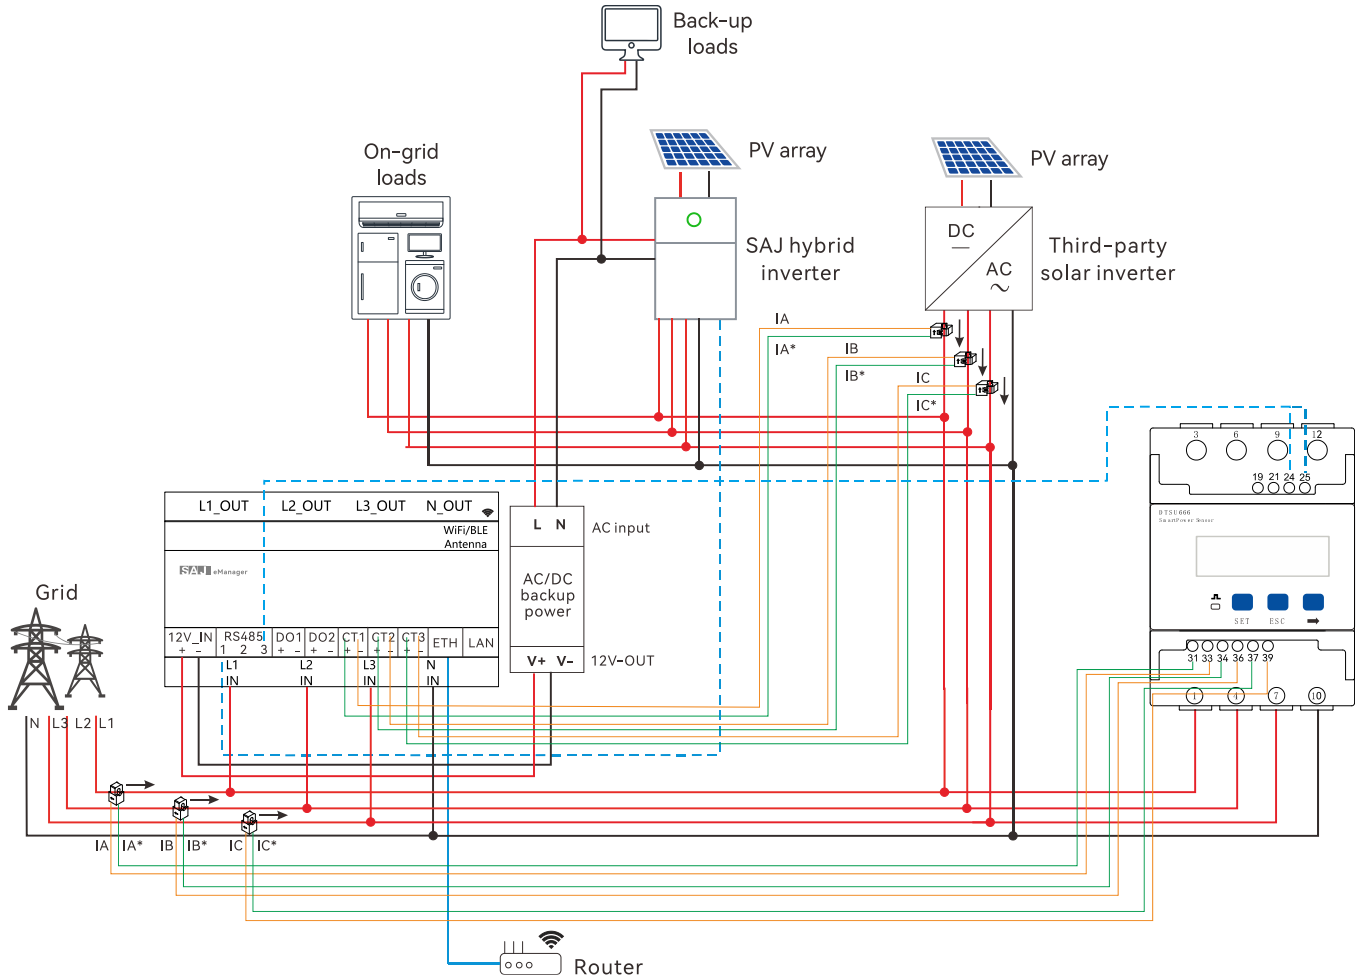 Back-up
loads
On-grid
loads
PV array
PV array
SAJ hybrid
inverter
DC
AC
Third-party
solar inverter
IA
IA*
IB
IB*
IC
IC*
3 6 9 12
19 21 24 25
DTSU666
SmartPower Sensor
SET ESC
31 33 34 36 37 39
1 4 7 10
L1_OUT L2_OUT L3_OUT N_OUT
WiFi/BLE
Antenna
SAJ eManager
12V_IN RS485 DO1 DO2 CT1 CT2 CT3 ETH LAN
+ - 1 2 3 + - + - + - + - + -
L1 L2 L3 N
IN IN IN IN
L N
AC input
AC/DC
backup
power
V+ V-
12V-OUT
Grid
N L3 L2 L1
IA IA* IB IB* IC IC*
Router